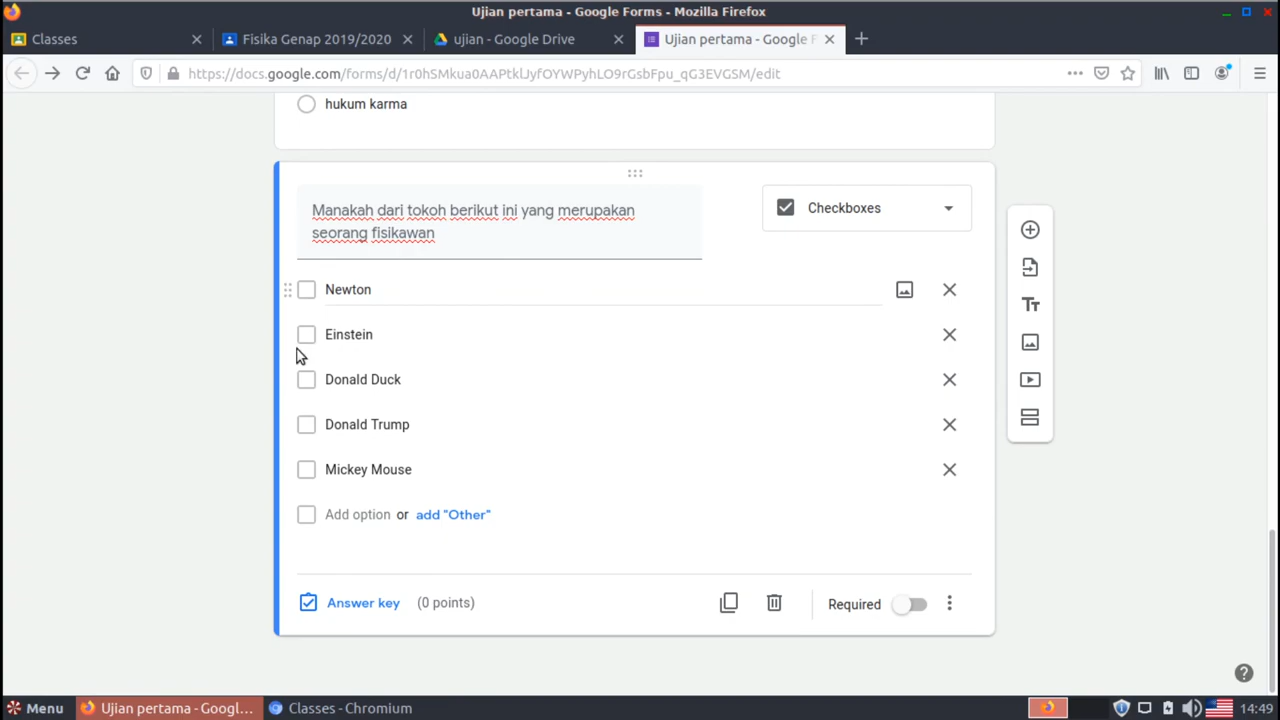 Ujian pertama - Google Forms - Mozilla Firefox
Classes
Fisika Genap 2019/2020
ujian - Google Drive
Ujian pertama - Google F
https://docs.google.com/forms/d/1r0hSMkua0AAPtklJyfOYWPyhLO9rGsbFpu_qG3EVGSM/edit
hukum karma
Manakah dari tokoh berikut ini yang merupakan
seorang fisikawan
Checkboxes
Newton
Einstein
Donald Duck
Donald Trump
Mickey Mouse
Add option or add "Other"
Answer key (0 points)
Required
Menu
Ujian pertama - Googl...
Classes - Chromium
14:49